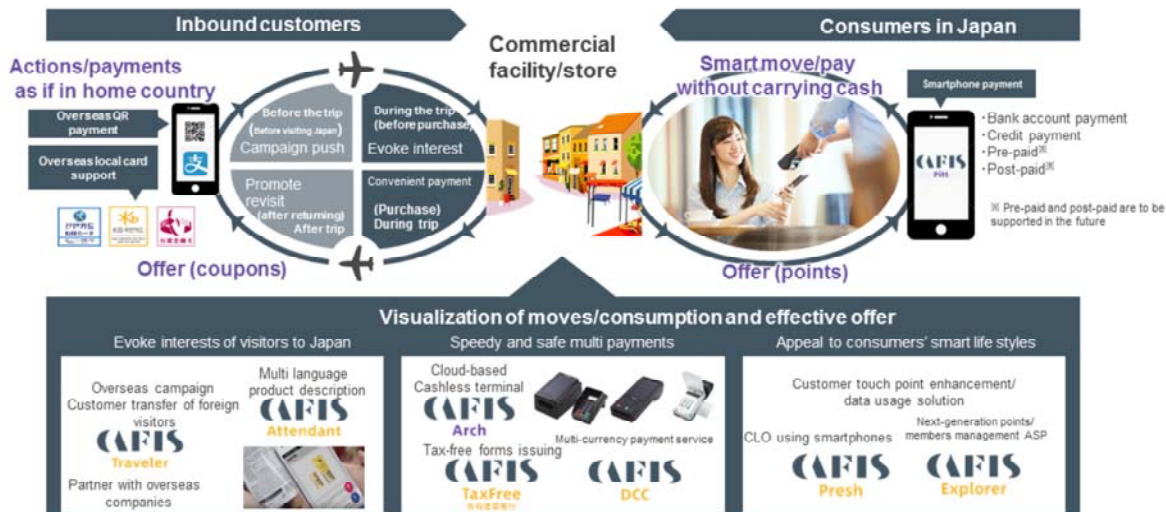 Inbound customers
Commercial
facility/store
Consumers in Japan
Actions/payments
as if in home country
Overseas QR
payment
Overseas local card
support
Before the trip
(Before visiting Japan)
Campaign push
During the trip
(before purchase)
Evoke interest
Promote
revisit
(after returning)
After trip
Convenient payment
(Purchase)
During trip
Offer (coupons)
Smart move/pay
without carrying cash
Offer (points)
Smartphone payment
CAFIS
Pitt
・Bank account payment
・Credit payment
・Pre-paid※
・Post-paid※
※ Pre-paid and post-paid are to be
supported in the future
Visualization of moves/consumption and effective offer
Evoke interests of visitors to Japan
Overseas campaign
Customer transfer of foreign
visitors
CAFIS
Traveler
Partner with overseas
companies
Multi language
product description
CAFIS
Attendant
Speedy and safe multi payments
Cloud-based
Cashless terminal
CAFIS
Arch
Tax-free forms issuing
CAFIS
TaxFree
Multi-currency payment service
CAFIS
DCC
Appeal to consumers' smart life styles
Customer touch point enhancement/
data usage solution
CLO using smartphones
CAFIS
Presh
Next-generation points/
members management ASP
CAFIS
Explorer